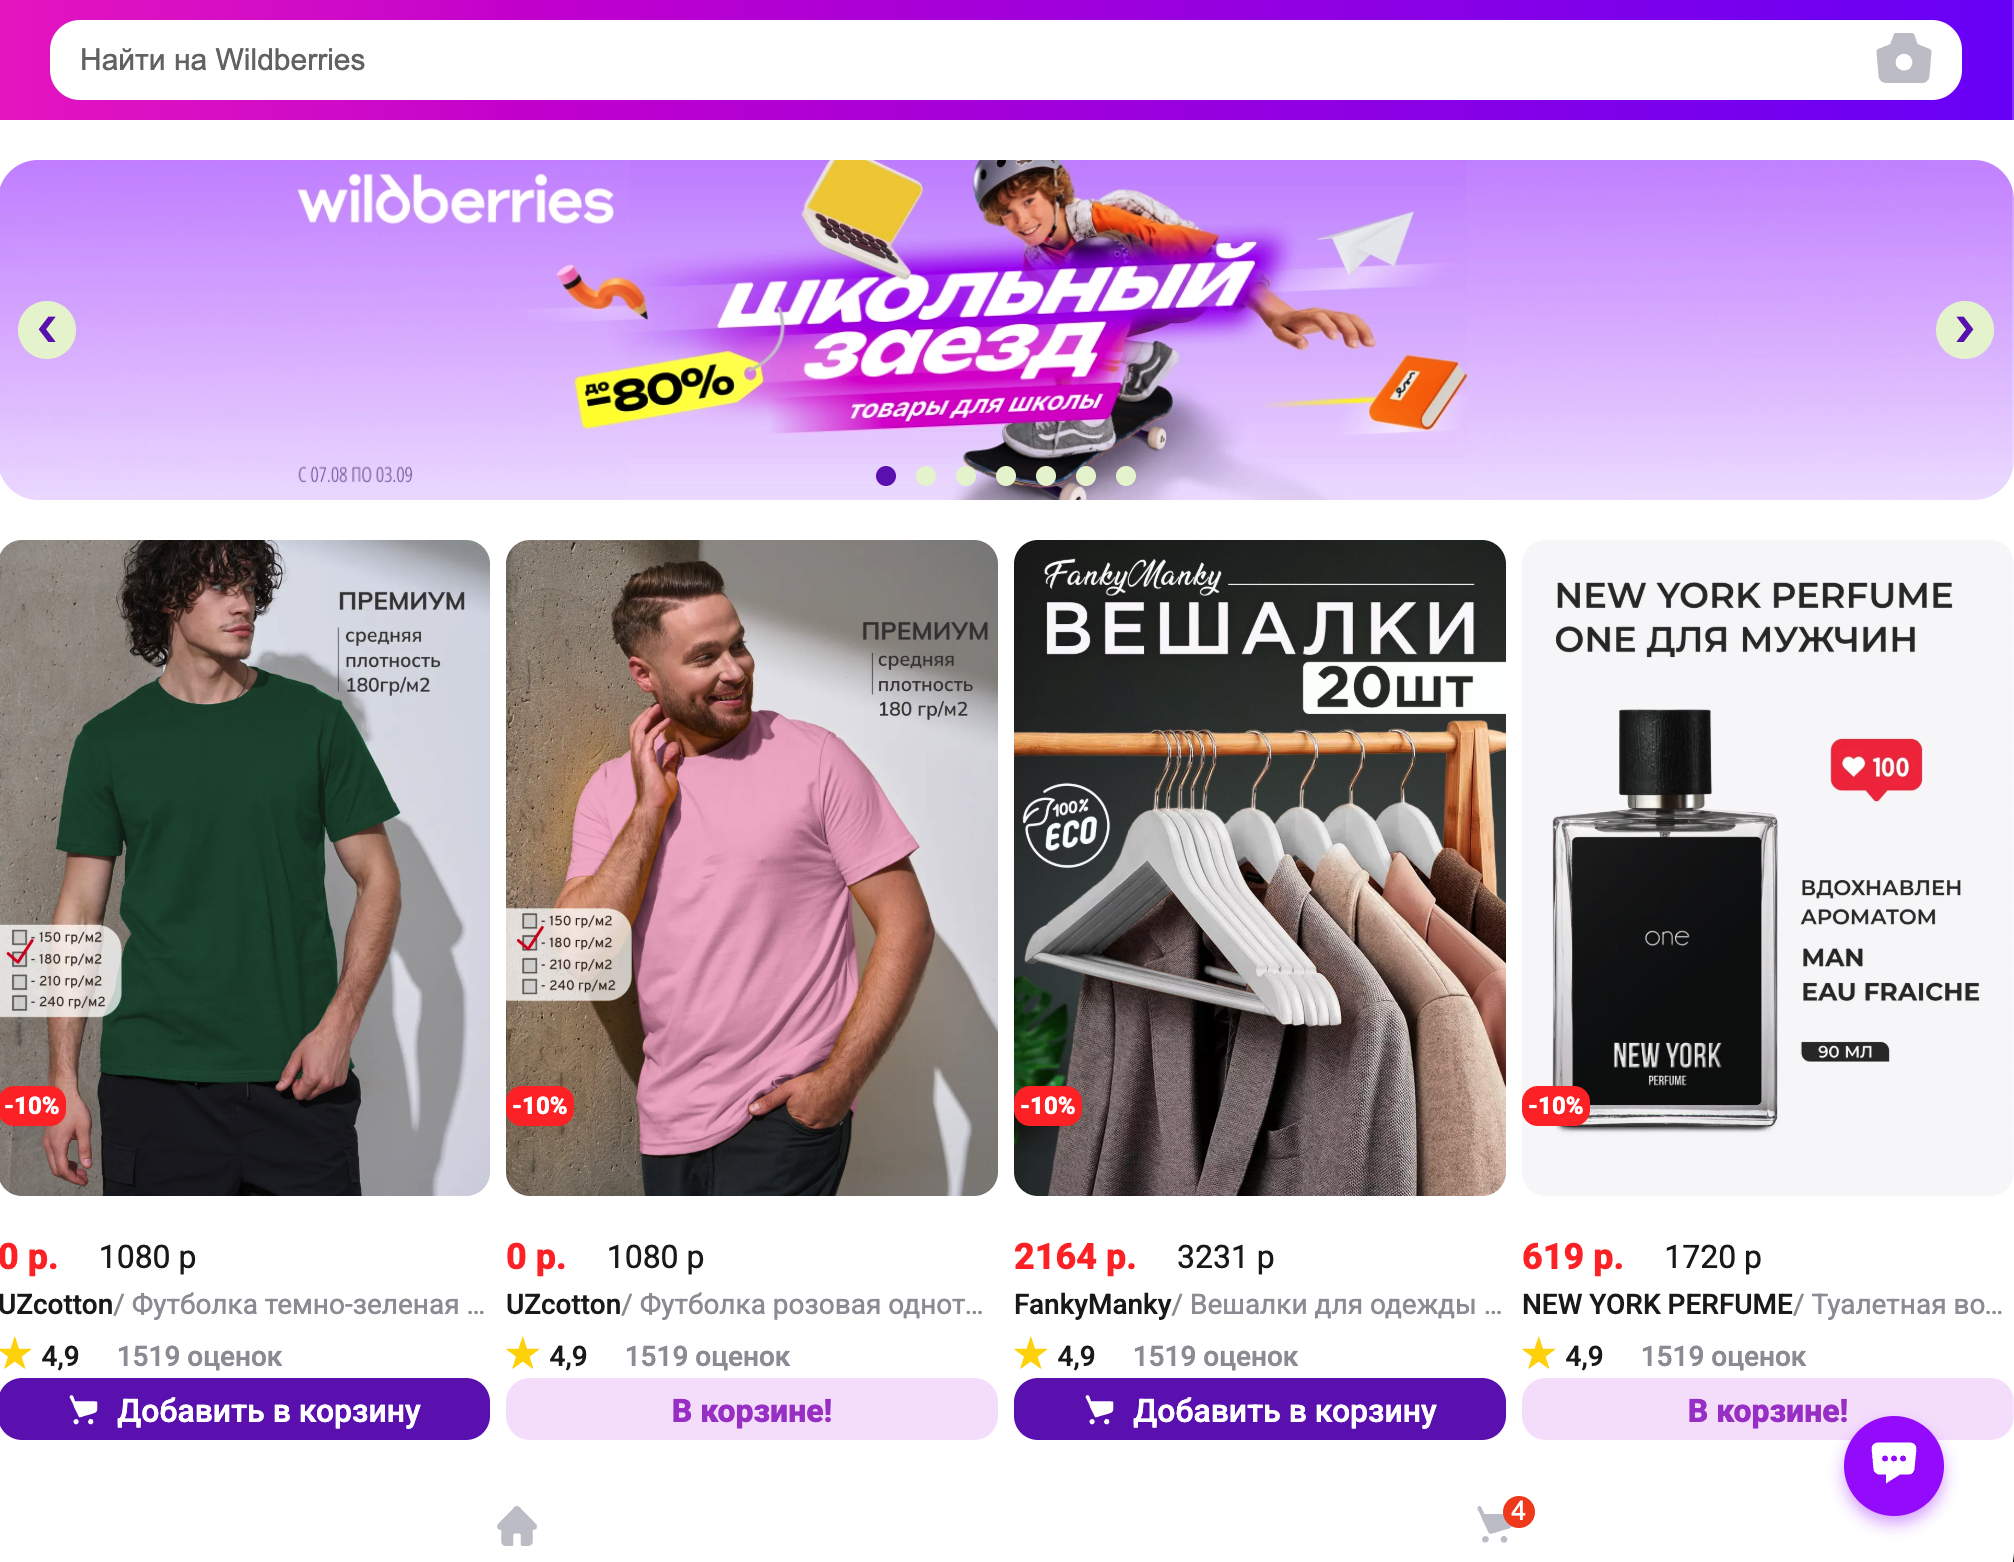 Найти на Wildberries
wildberries
ШКОЛЬНЫЙ
заезд
до
-80%
товары для школы
С 07.08 ПО 03.09
ПРЕМИУМ
средняя
плотность
180гр/м2
- 150 гр/м2
- 180 гр/м2
- 210 гр/м2
- 240 гр/м2
-10%
ПРЕМИУМ
средняя
плотность
180 гр/м2
- 150 гр/м2
- 180 гр/м2
- 210 гр/м2
- 240 гр/м2
-10%
FankyManky
ВЕШАЛКИ
20шт
100%
ECO
-10%
NEW YORK PERFUME
ONE ДЛЯ МУЖЧИН
100
ВДОХНАВЛЕН
АРОМАТОМ
MAN
EAU FRAICHE
90 МЛ
one
NEW YORK
PERFUME
-10%
0 р. 1080 р
UZcotton/ Футболка темно-зеленая ...
4,9 1519 оценок
Добавить в корзину
0 р. 1080 р
UZcotton/ Футболка розовая однот...
4,9 1519 оценок
В корзине!
2164 р. 3231 р
FankyManky/ Вешалки для одежды ...
4,9 1519 оценок
Добавить в корзину
619 р. 1720 р
NEW YORK PERFUME/ Туалетная во...
4,9 1519 оценок
В корзине!
4